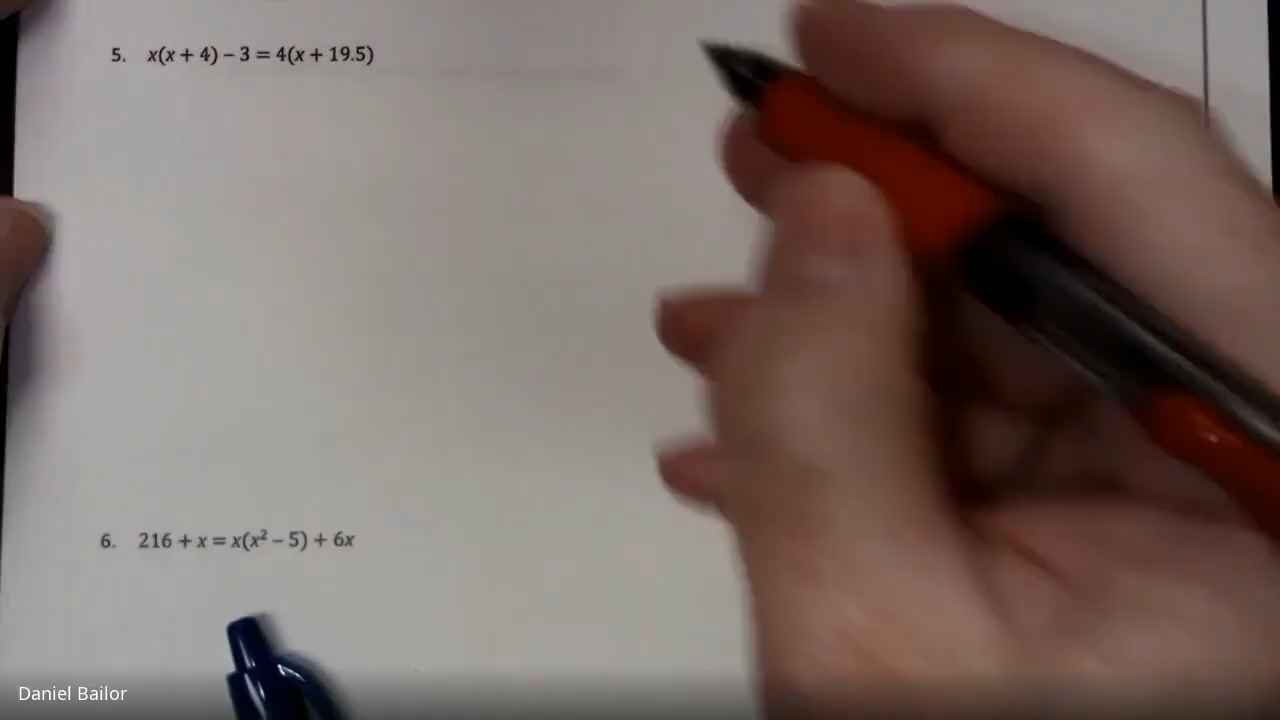 5. x(x + 4) – 3 = 4(x + 19.5)
6. 216 + x = x(x² – 5) + 6x
Daniel Bailor